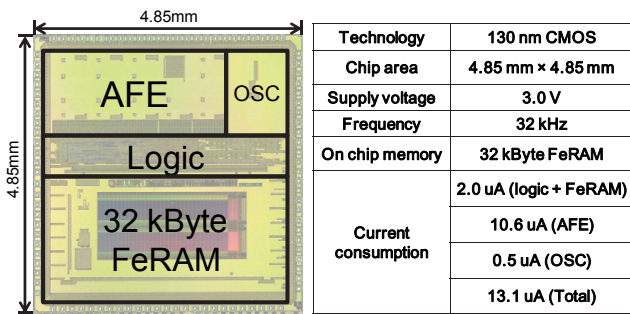 4.85mm
4.85mm
AFE
OSC
Logic
32 kByte
FeRAM
Technology 130 nm CMOS
Chip area 4.85 mm × 4.85 mm
Supply voltage 3.0 V
Frequency 32 kHz
On chip memory 32 kByte FeRAM
Current
consumption
2.0 uA (logic + FeRAM)
10.6 uA (AFE)
0.5 uA (OSC)
13.1 uA (Total)